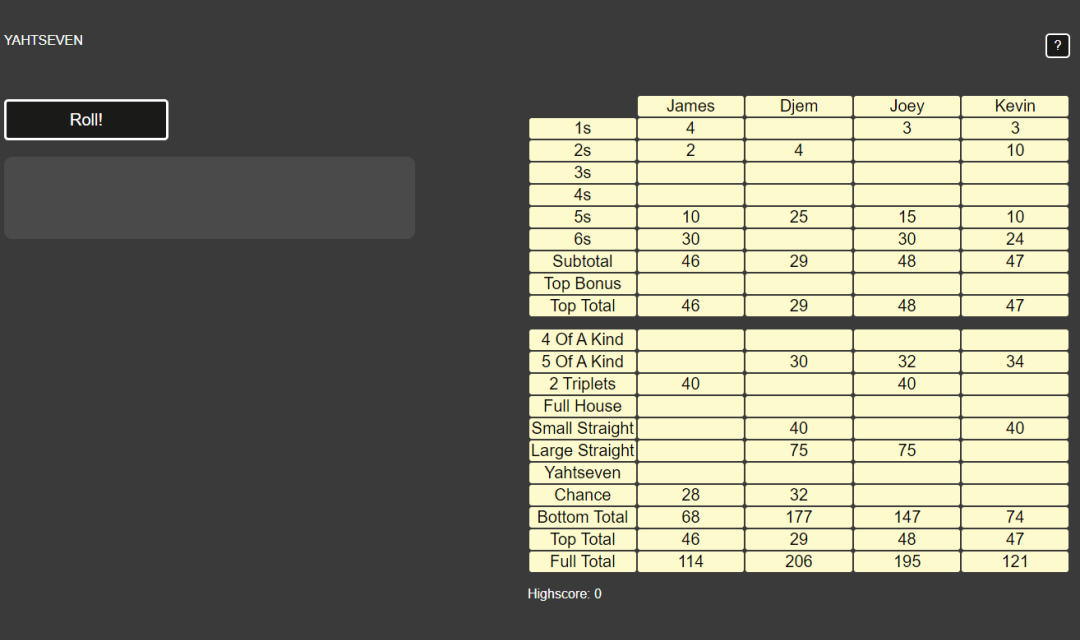 YAHTSEVEN
?
Roll!
James Djem Joey Kevin
1s 4 3 3
2s 2 4 10
3s
4s
5s 10 25 15 10
6s 30 30 24
Subtotal 46 29 48 47
Top Bonus
Top Total 46 29 48 47
4 Of A Kind
5 Of A Kind 30 32 34
2 Triplets 40 40
Full House
Small Straight 40 40
Large Straight 75 75
Yahtseven
Chance 28 32
Bottom Total 68 177 147 74
Top Total 46 29 48 47
Full Total 114 206 195 121
Highscore: 0